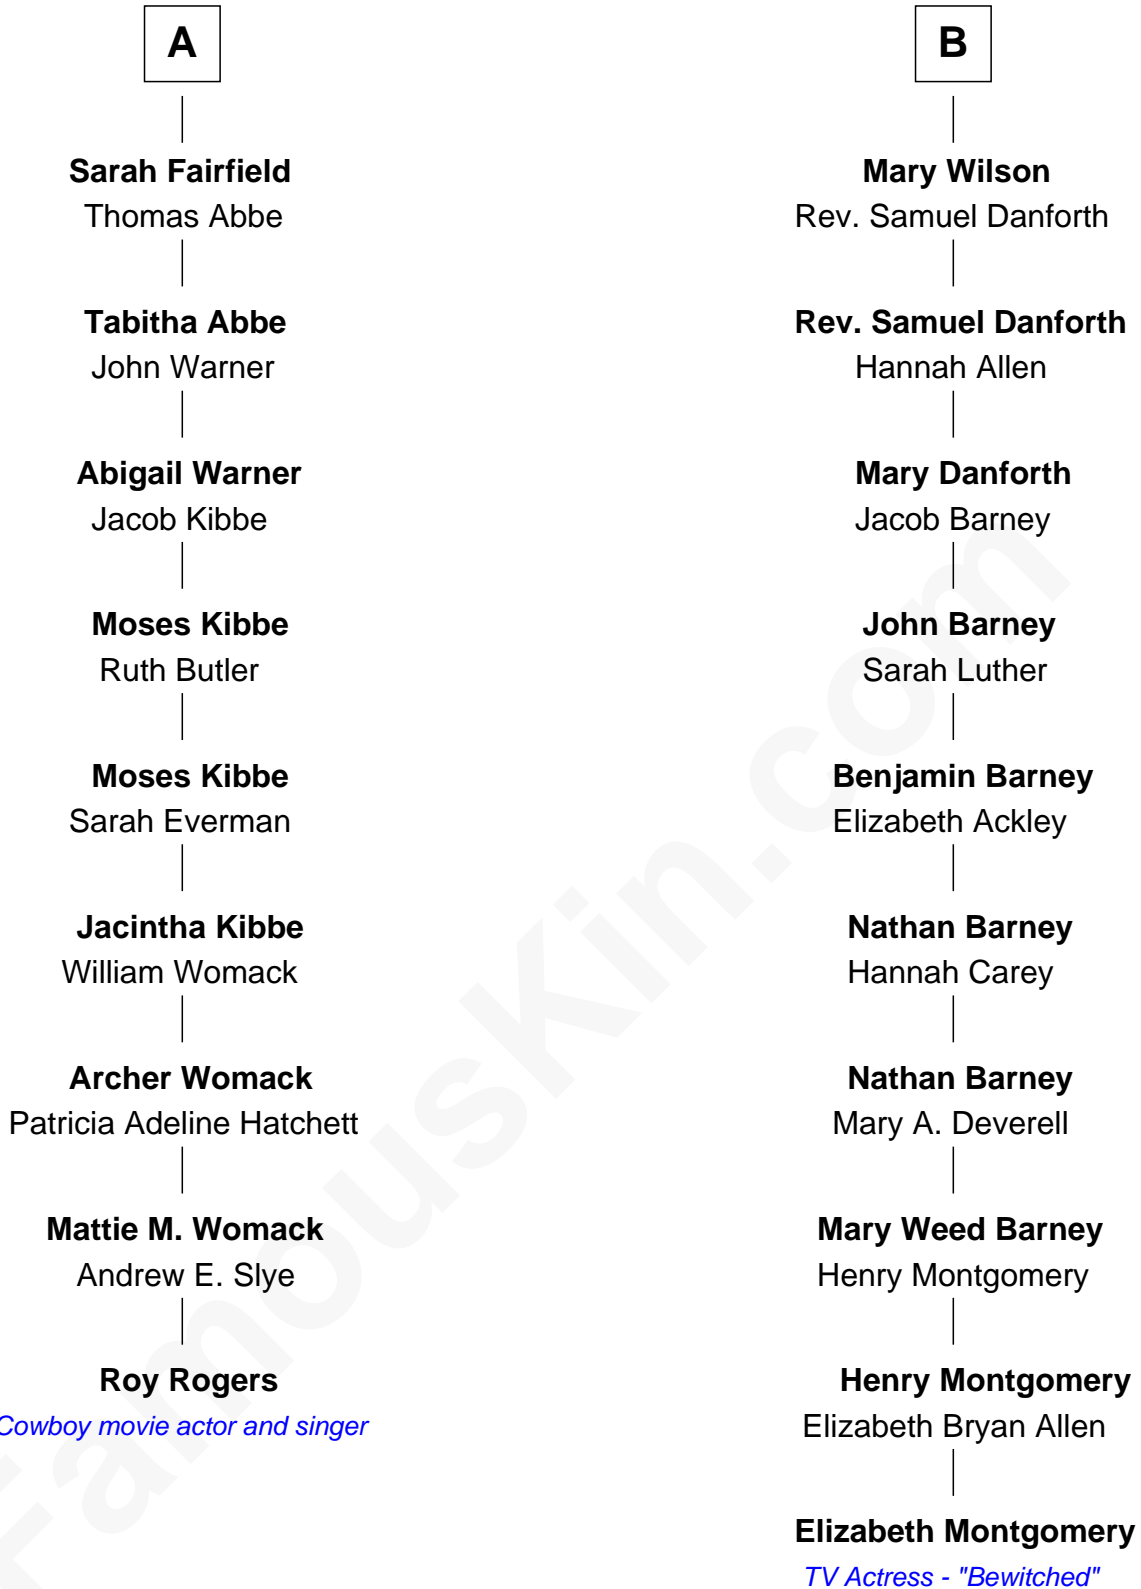 A
Sarah Fairfield
Thomas Abbe
Tabitha Abbe
John Warner
Abigail Warner
Jacob Kibbe
Moses Kibbe
Ruth Butler
Moses Kibbe
Sarah Everman
Jacintha Kibbe
William Womack
Archer Womack
Patricia Adeline Hatchett
Mattie M. Womack
Andrew E. Slye
Roy Rogers
Cowboy movie actor and singer
B
Mary Wilson
Rev. Samuel Danforth
Rev. Samuel Danforth
Hannah Allen
Mary Danforth
Jacob Barney
John Barney
Sarah Luther
Benjamin Barney
Elizabeth Ackley
Nathan Barney
Hannah Carey
Nathan Barney
Mary A. Deverell
Mary Weed Barney
Henry Montgomery
Henry Montgomery
Elizabeth Bryan Allen
Elizabeth Montgomery
TV Actress - "Bewitched"
FamousKin.com